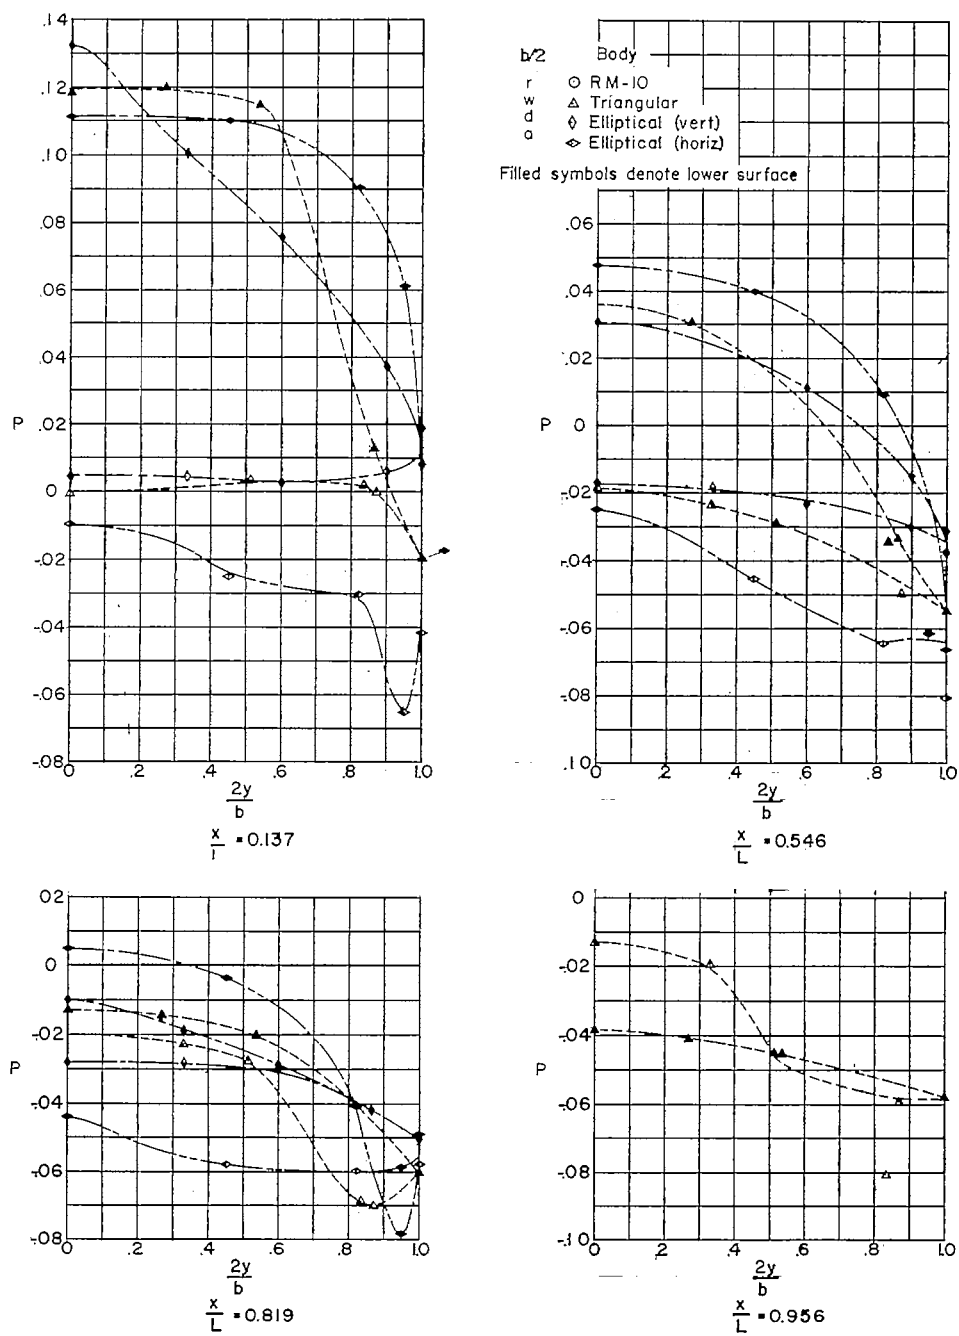 .14
.12
.10
.08
.06
.04
P .02
0
-.02
-.04
-.06
-.08
0 .2 .4 .6 .8 1.0
2y
b
x
l = 0.137
b/2 Body
r ⊙ RM-10
w △ Triangular
d ◊ Elliptical (vert)
a Elliptical (horiz)
Filled symbols denote lower surface
.06
.04
.02
P 0
-.02
-.04
-.06
-.08
.10
0 .2 .4 .6 .8 1.0
2y
b
x
L = 0.546
02
0
-.02
P
-.04
-.06
-.08
0 .2 .4 .6 .8 1.0
2y
b
x
L = 0.819
0
-.02
-.04
P
-.06
-.08
-.10
0 .2 .4 .6 .8 1.0
2y
b
x
L = 0.956